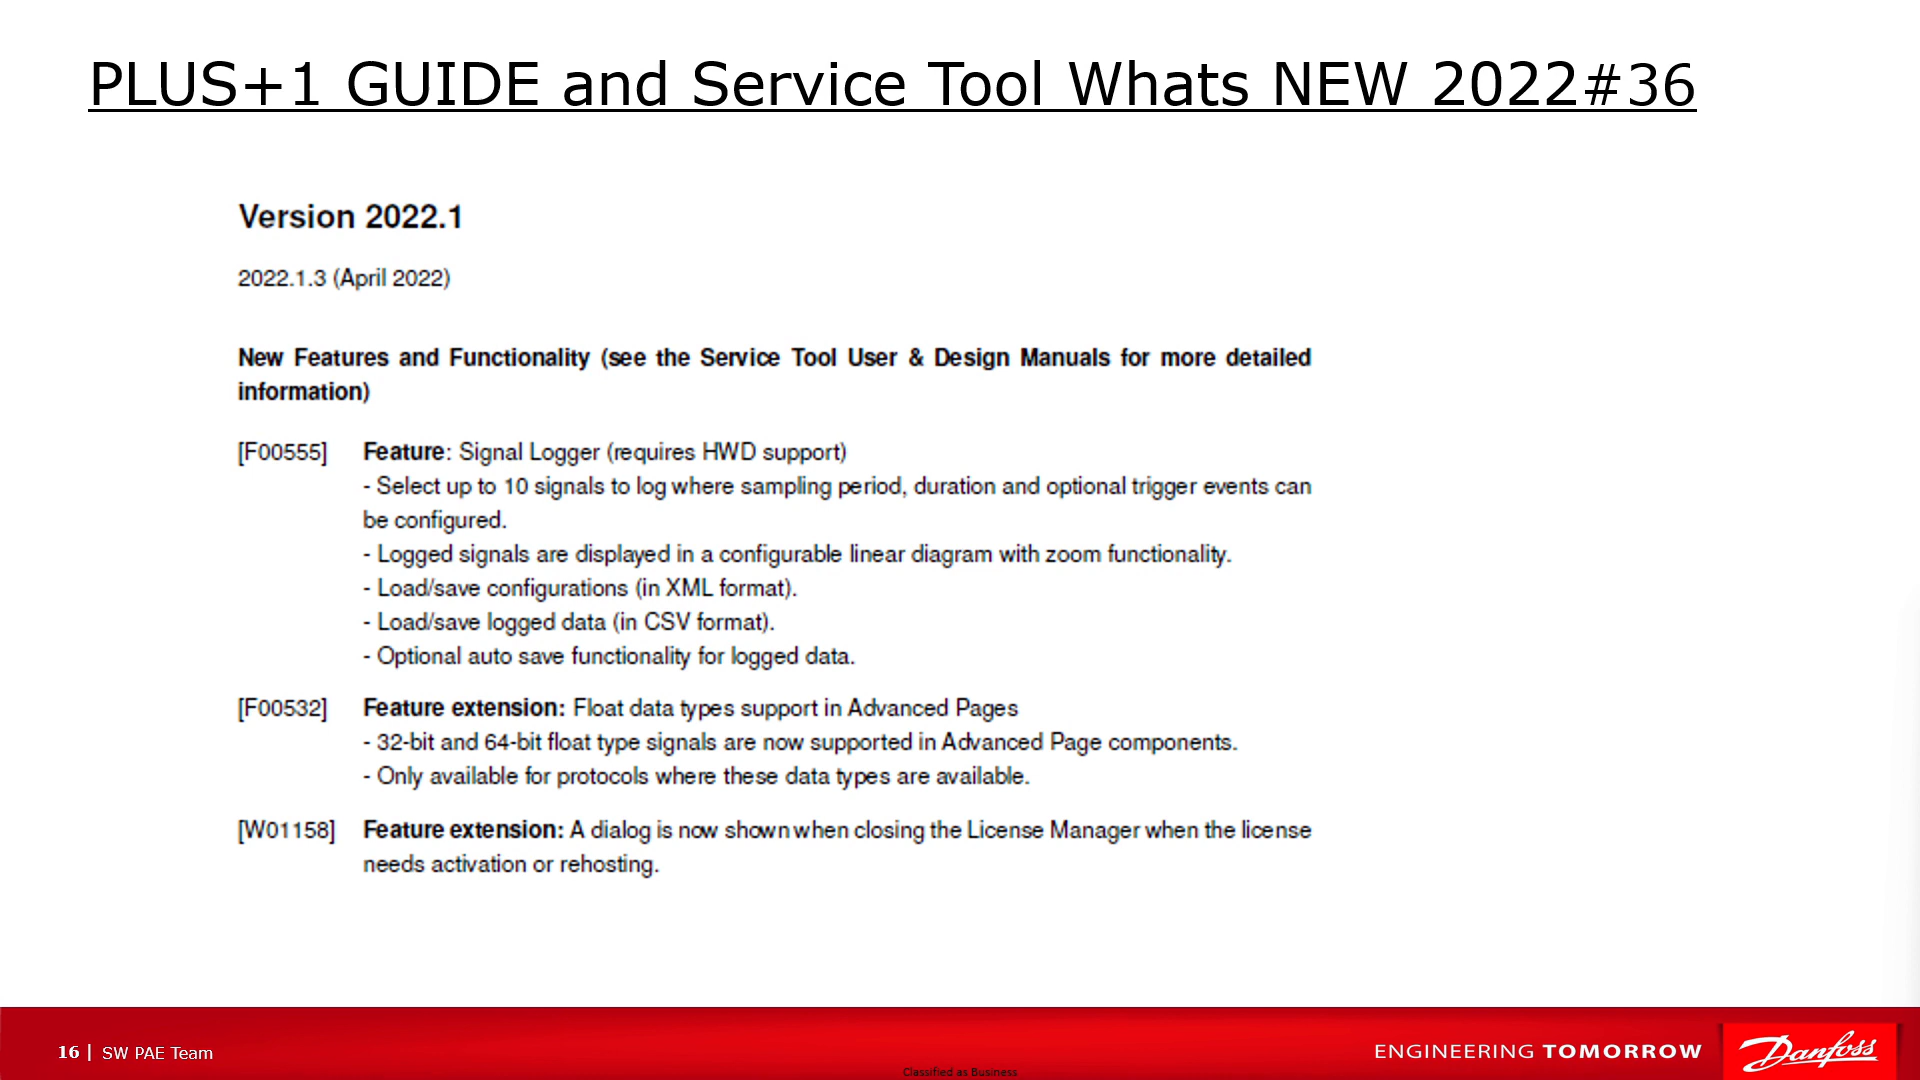 PLUS+1 GUIDE and Service Tool Whats NEW 2022#36
Version 2022.1
2022.1.3 (April 2022)
New Features and Functionality (see the Service Tool User & Design Manuals for more detailed
information)
[F00555] Feature: Signal Logger (requires HWD support)
- Select up to 10 signals to log where sampling period, duration and optional trigger events can
be configured.
- Logged signals are displayed in a configurable linear diagram with zoom functionality.
- Load/save configurations (in XML format).
- Load/save logged data (in CSV format).
- Optional auto save functionality for logged data.
[F00532] Feature extension: Float data types support in Advanced Pages
- 32-bit and 64-bit float type signals are now supported in Advanced Page components.
- Only available for protocols where these data types are available.
[W01158] Feature extension: A dialog is now shown when closing the License Manager when the license
needs activation or rehosting.
16 | SW PAE Team
ENGINEERING TOMORROW
Danfoss
Classified as Business